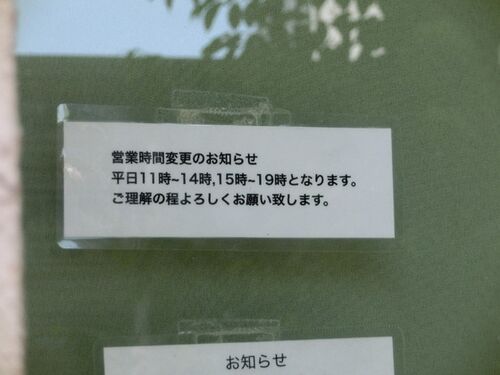 営業時間変更のお知らせ
平日11時~14時,15時~19時となります。
ご理解の程よろしくお願い致します。
お知らせ